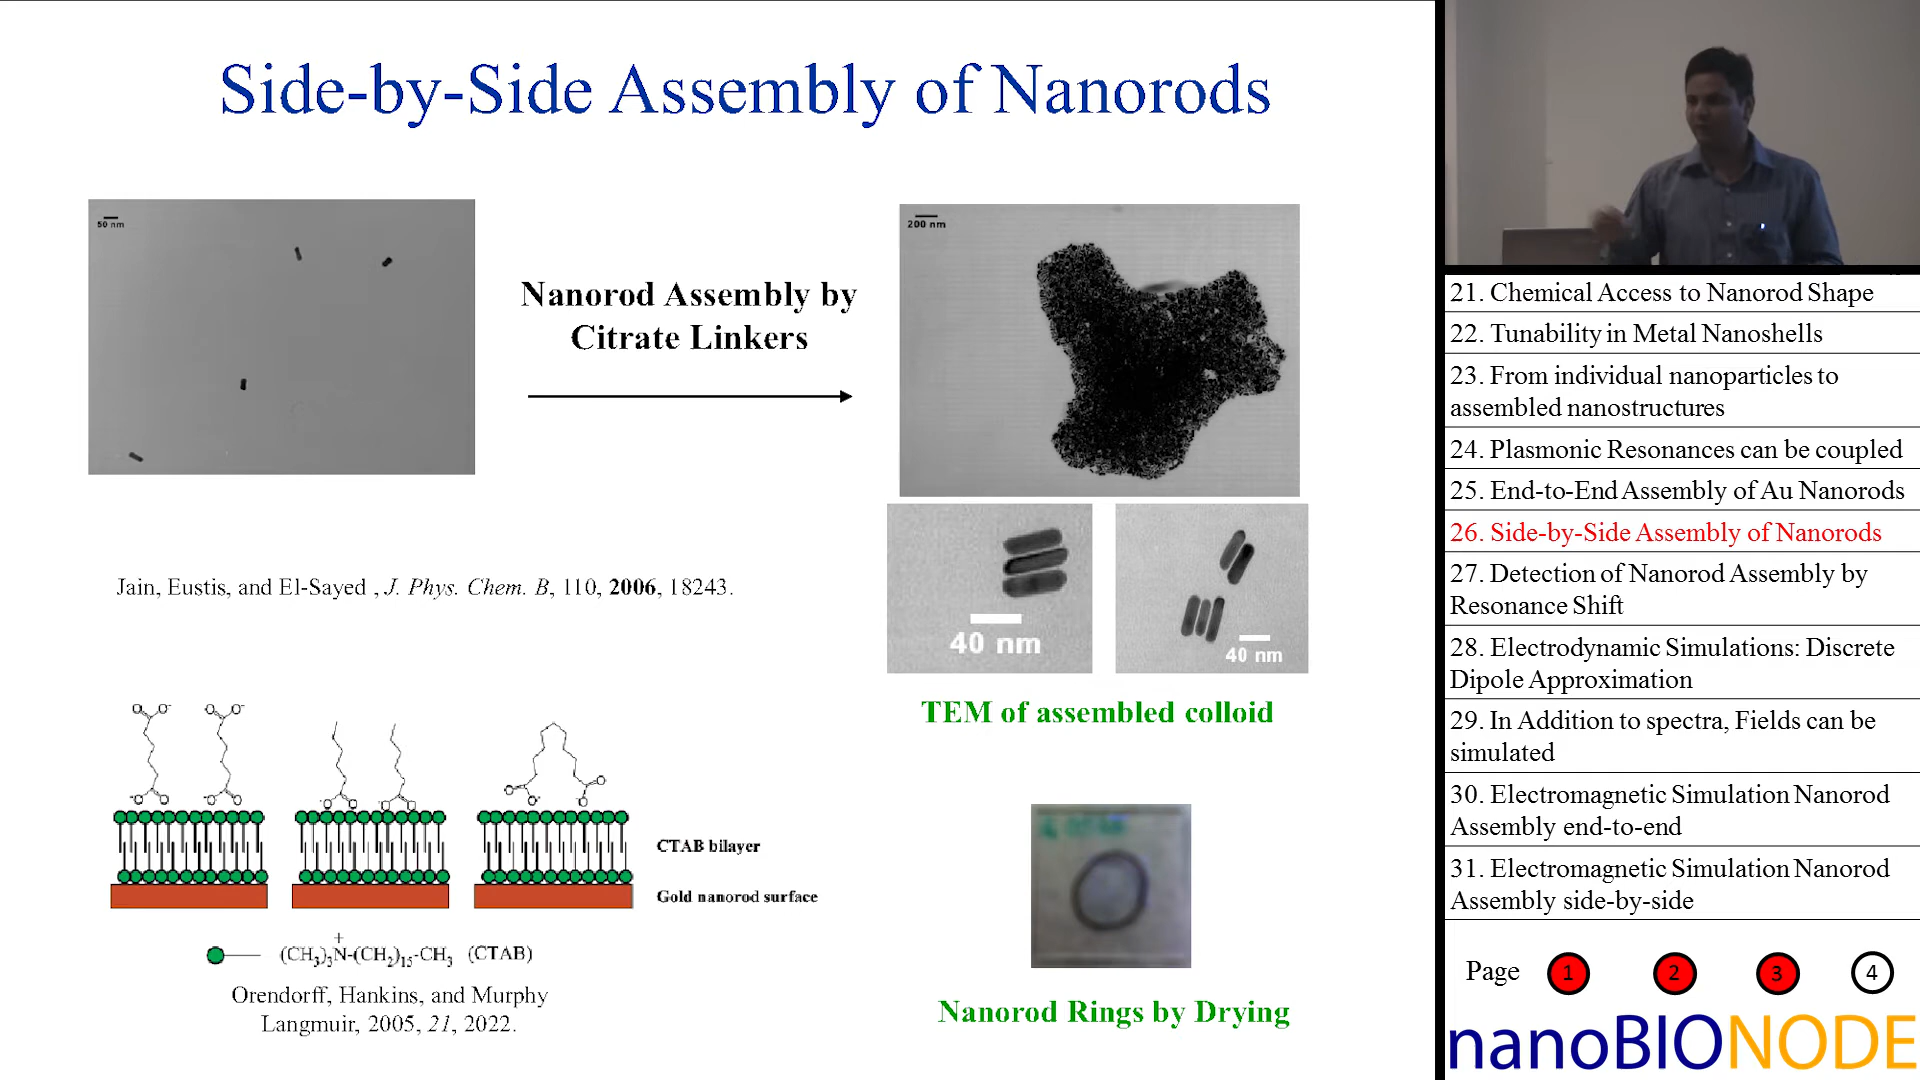 Side-by-Side Assembly of Nanorods
50 nm
Nanorod Assembly by
Citrate Linkers
200 nm
40 nm
40 nm
Jain, Eustis, and El-Sayed , J. Phys. Chem. B, 110, 2006, 18243.
TEM of assembled colloid
CTAB bilayer
Gold nanorod surface
(CH3)3N+-(CH2)15-CH3 (CTAB)
Orendorff, Hankins, and Murphy
Langmuir, 2005, 21, 2022.
Nanorod Rings by Drying
21. Chemical Access to Nanorod Shape
22. Tunability in Metal Nanoshells
23. From individual nanoparticles to
assembled nanostructures
24. Plasmonic Resonances can be coupled
25. End-to-End Assembly of Au Nanorods
26. Side-by-Side Assembly of Nanorods
27. Detection of Nanorod Assembly by
Resonance Shift
28. Electrodynamic Simulations: Discrete
Dipole Approximation
29. In Addition to spectra, Fields can be
simulated
30. Electromagnetic Simulation Nanorod
Assembly end-to-end
31. Electromagnetic Simulation Nanorod
Assembly side-by-side
Page 1 2 3 4
nanoBIONODE